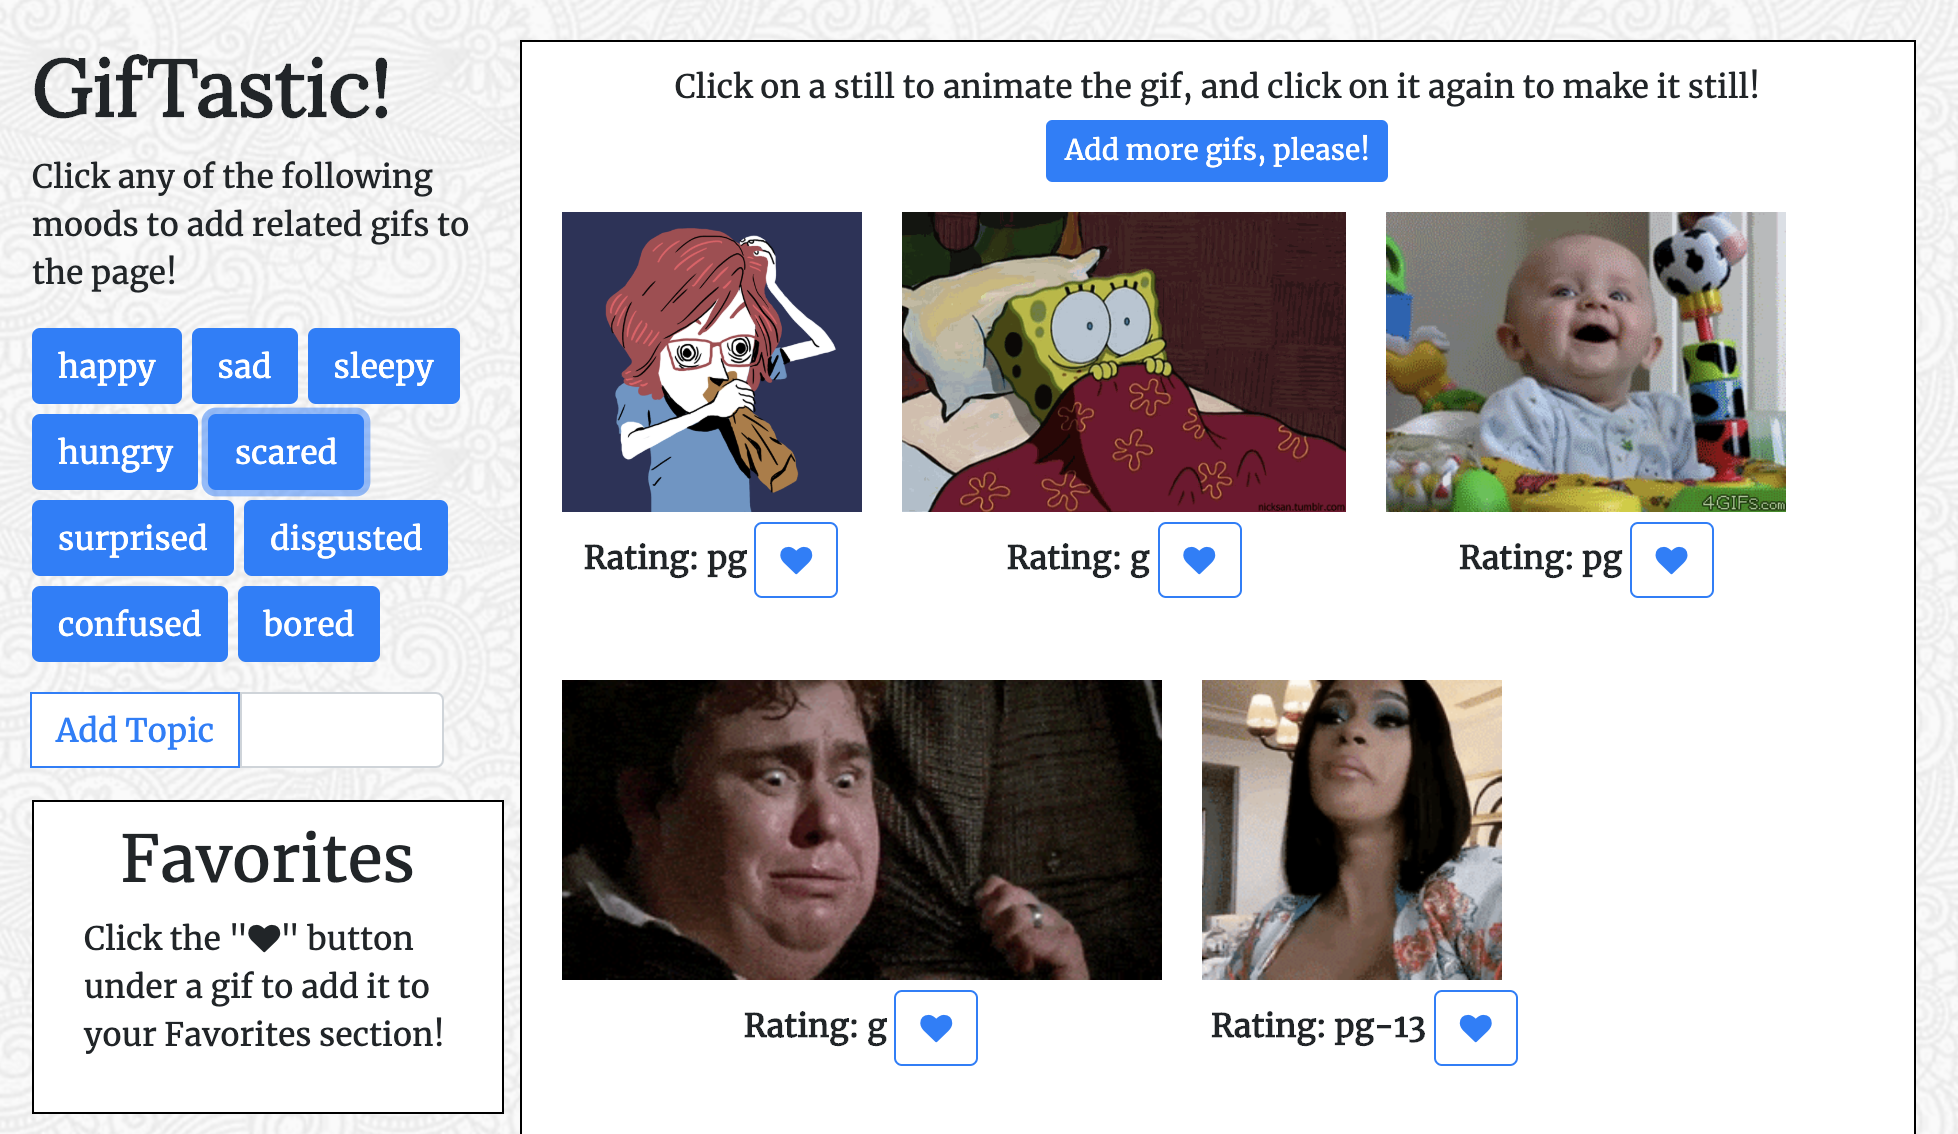 GifTastic!
Click any of the following
moods to add related gifs to
the page!
happy
sad
sleepy
hungry
scared
surprised
disgusted
confused
bored
Add Topic
Favorites
Click the "♥" button
under a gif to add it to
your Favorites section!
Click on a still to animate the gif, and click on it again to make it still!
Add more gifs, please!
nicksan.tumblr.com
4GIFs.com
Rating: pg
Rating: g
Rating: pg
Rating: g
Rating: pg-13